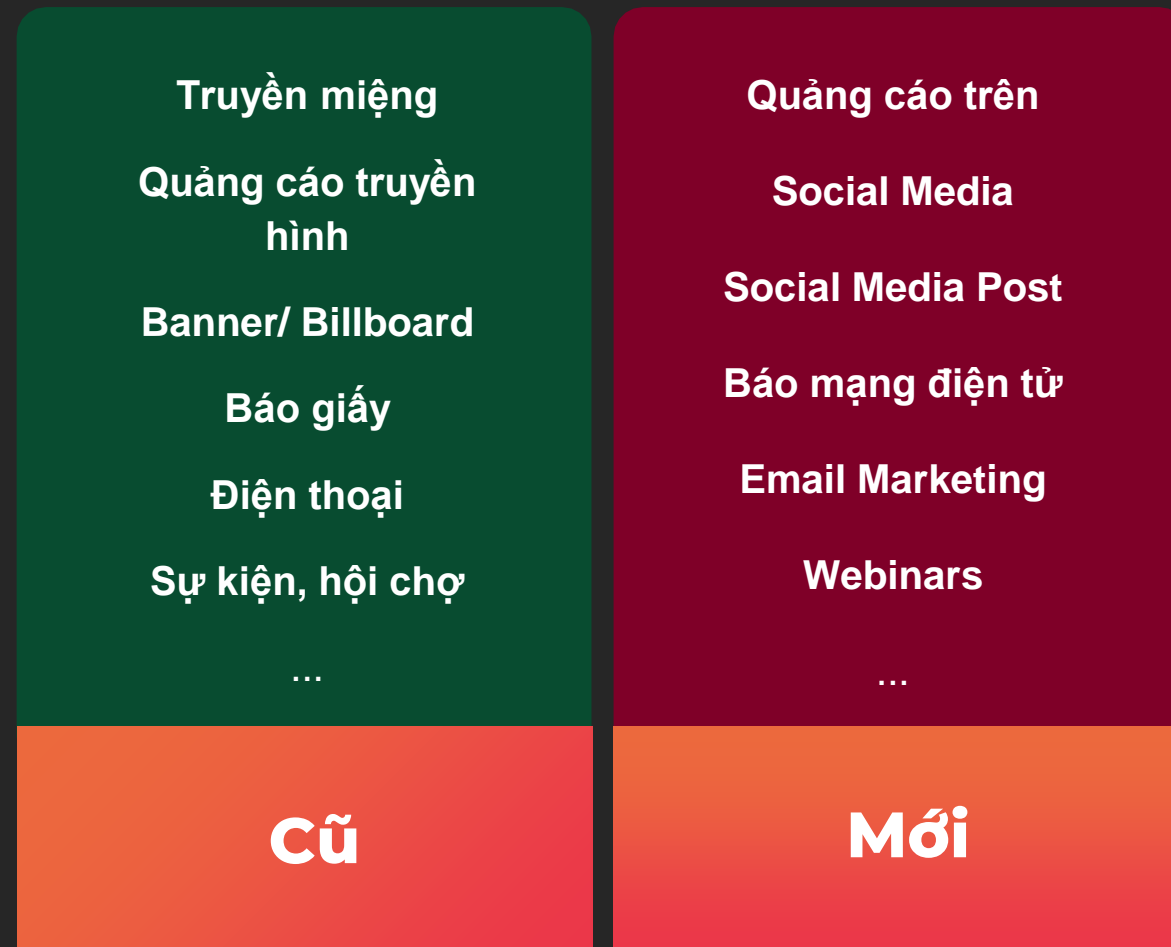 Truyền miệng
Quảng cáo truyền
hình
Banner/ Billboard
Báo giấy
Điện thoại
Sự kiện, hội chợ
...
Cũ
Quảng cáo trên
Social Media
Social Media Post
Báo mạng điện tử
Email Marketing
Webinars
...
Mới